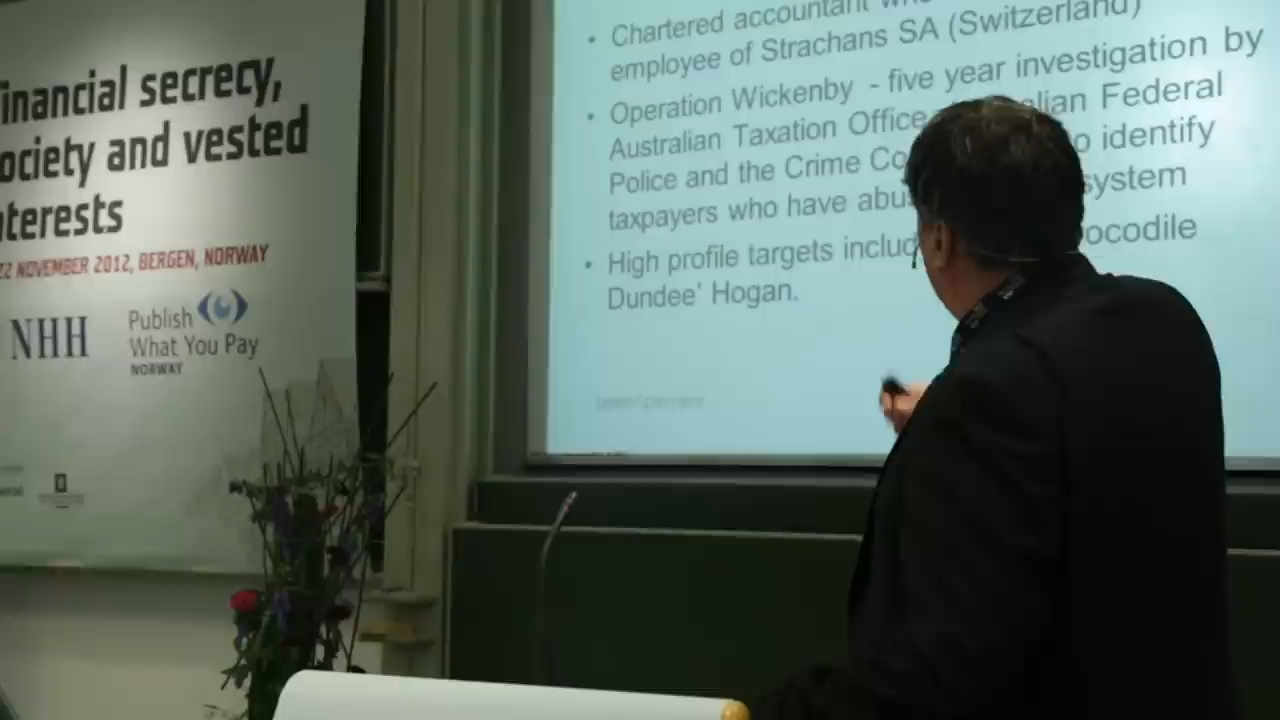 inancial secrecy,
ociety and vested
nterests
22 NOVEMBER 2012, BERGEN, NORWAY
NHH
Publish
What You Pay
NORWAY
• Chartered accountant
employee of Strachans SA (Switzerland)
• Operation Wickenby - five year investigation by
Australian Taxation Office lian Federal
Police and the Crime Co o identify
taxpayers who have abus system
• High profile targets includ ocodile
Dundee' Hogan.